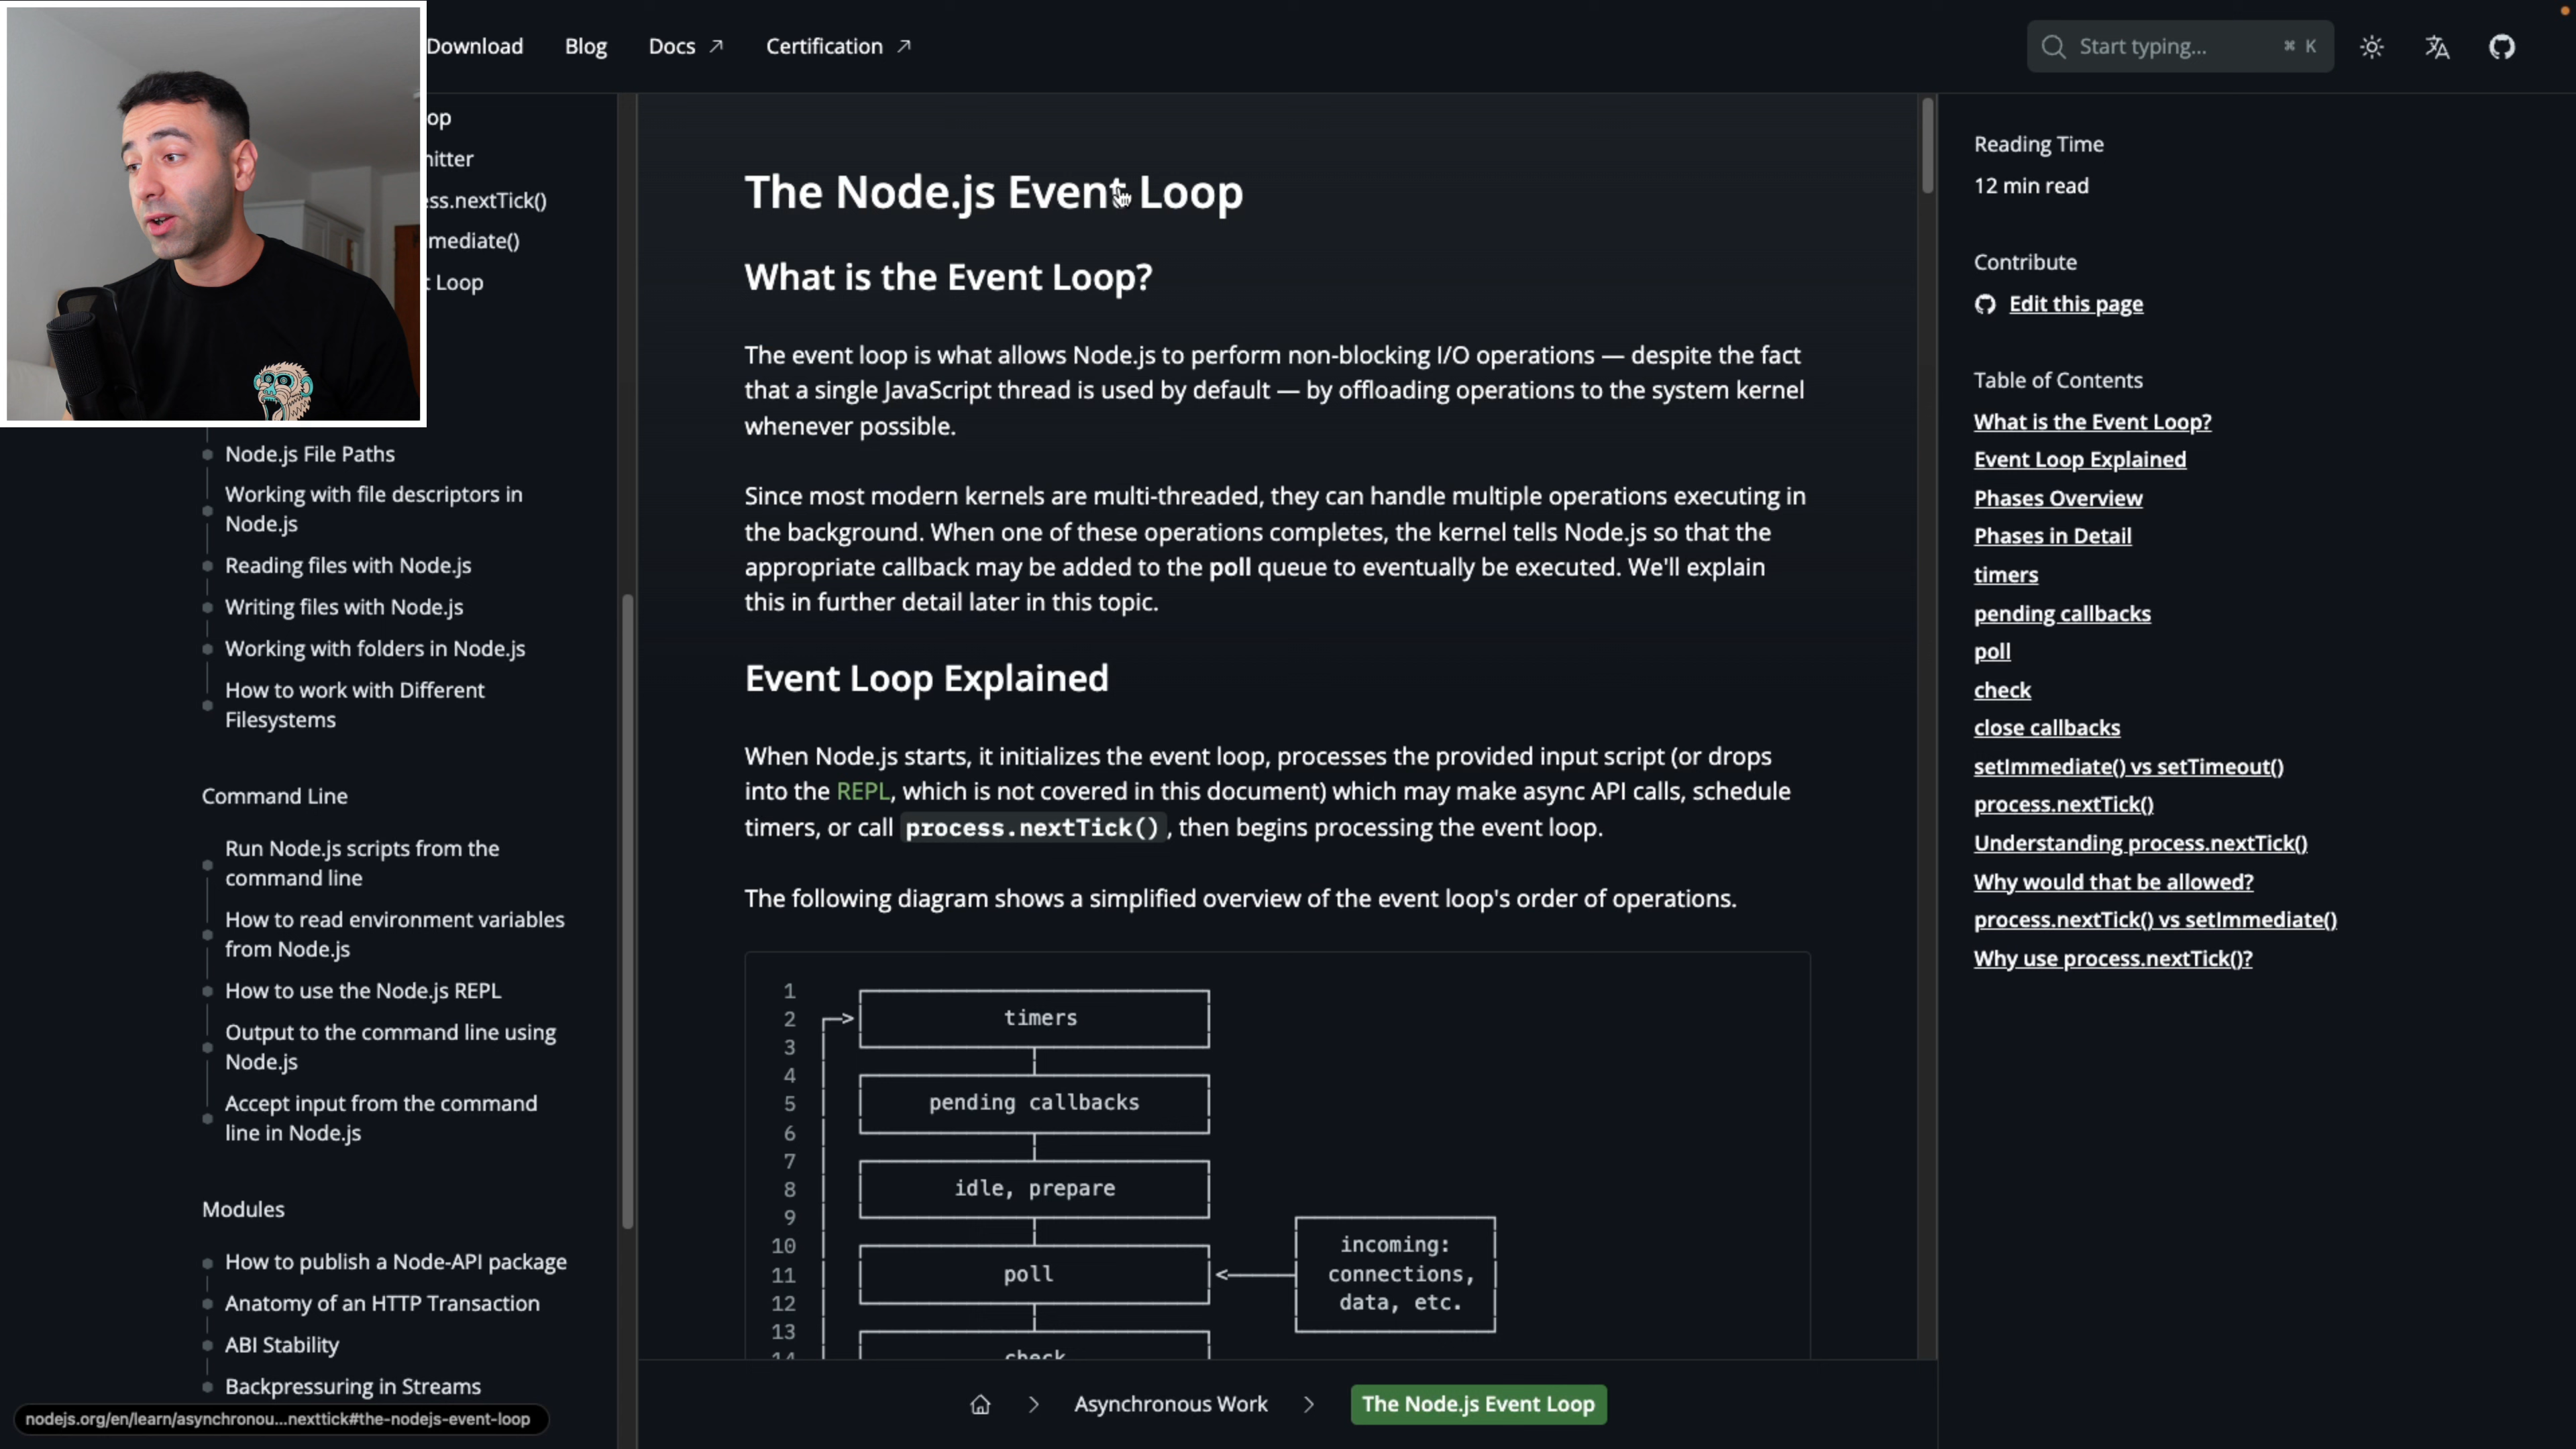 Download
Blog
Docs
Certification
Start typing...
⌘ K
op
ess.nextTick()
mediate()
t Loop
Node.js File Paths
Working with file descriptors in
Node.js
Reading files with Node.js
Writing files with Node.js
Working with folders in Node.js
How to work with Different
Filesystems
Command Line
Run Node.js scripts from the
command line
How to read environment variables
from Node.js
How to use the Node.js REPL
Output to the command line using
Node.js
Accept input from the command
line in Node.js
Modules
How to publish a Node-API package
Anatomy of an HTTP Transaction
ABI Stability
Backpressuring in Streams
nodejs.org/en/learn/asynchronou...nexttick#the-nodejs-event-loop
The Node.js Event Loop
What is the Event Loop?
The event loop is what allows Node.js to perform non-blocking I/O operations — despite the fact
that a single JavaScript thread is used by default — by offloading operations to the system kernel
whenever possible.
Since most modern kernels are multi-threaded, they can handle multiple operations executing in
the background. When one of these operations completes, the kernel tells Node.js so that the
appropriate callback may be added to the poll queue to eventually be executed. We'll explain
this in further detail later in this topic.
Event Loop Explained
When Node.js starts, it initializes the event loop, processes the provided input script (or drops
into the REPL, which is not covered in this document) which may make async API calls, schedule
timers, or call process.nextTick(), then begins processing the event loop.
The following diagram shows a simplified overview of the event loop's order of operations.
1
2 timers
3
4
5 pending callbacks
6
7
8 idle, prepare
9
10 incoming:
11 poll connections,
12 data, etc.
13
14 check
Asynchronous Work
The Node.js Event Loop
Reading Time
12 min read
Contribute
Edit this page
Table of Contents
What is the Event Loop?
Event Loop Explained
Phases Overview
Phases in Detail
timers
pending callbacks
poll
check
close callbacks
setImmediate() vs setTimeout()
process.nextTick()
Understanding process.nextTick()
Why would that be allowed?
process.nextTick() vs setImmediate()
Why use process.nextTick()?